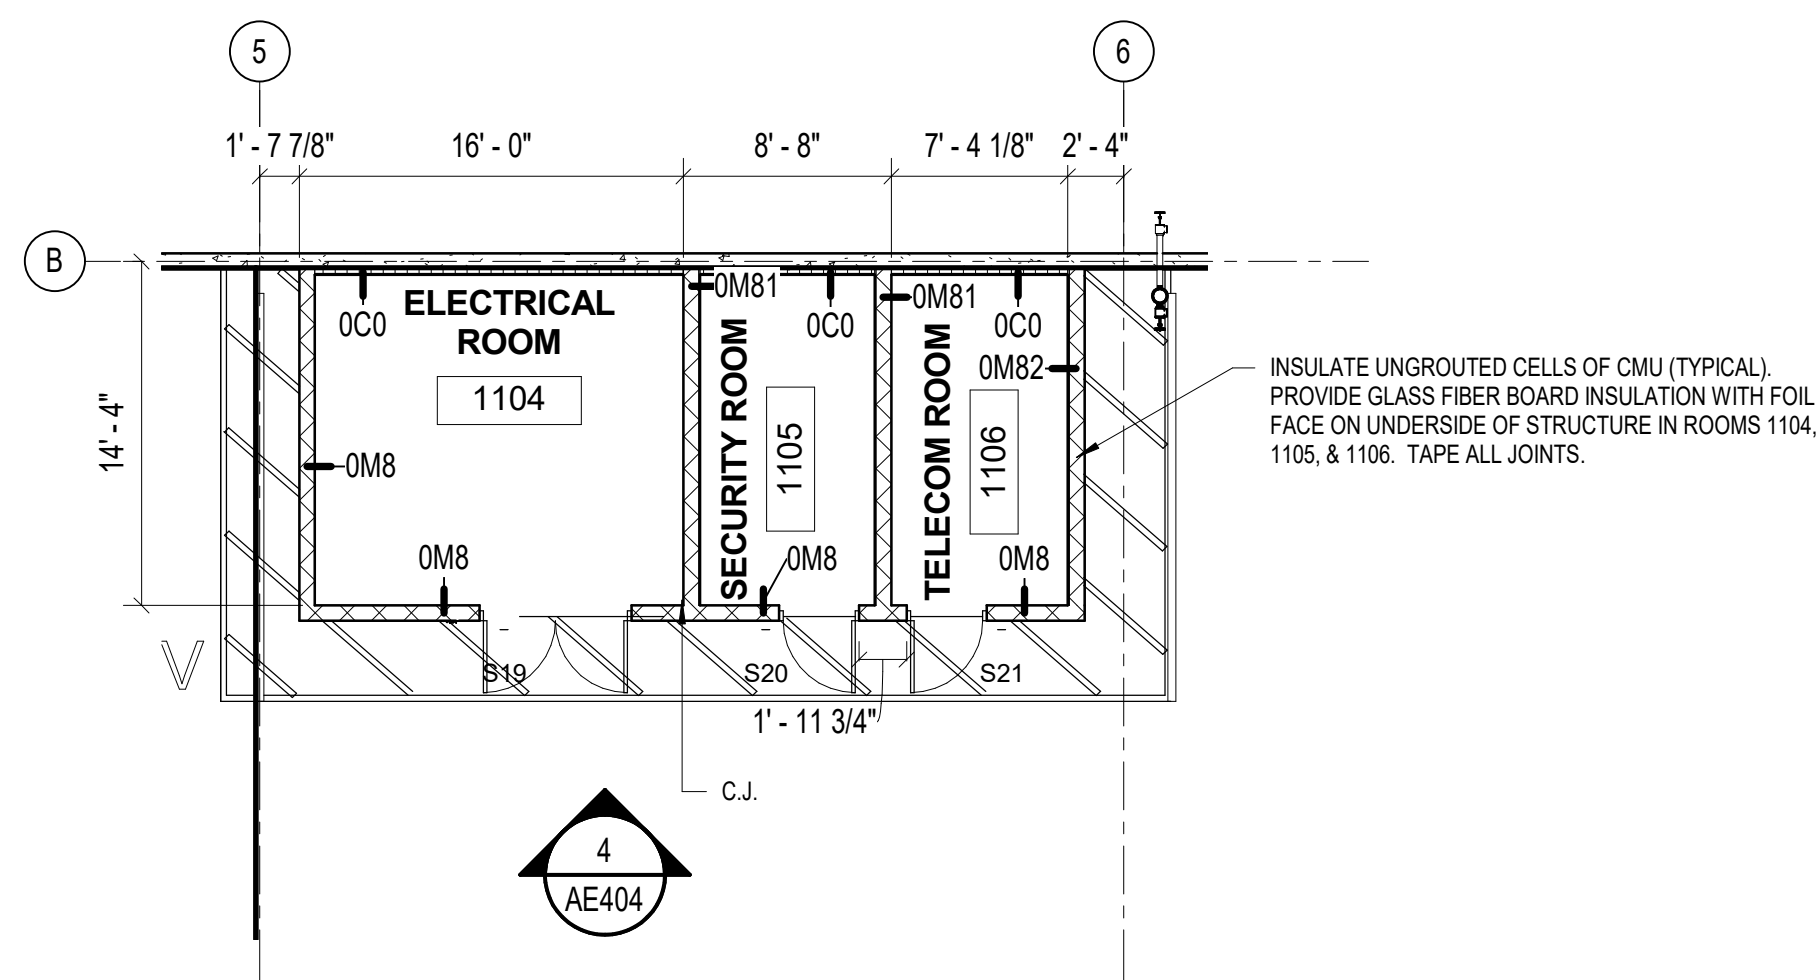 5
6
1' - 7 7/8"
16' - 0"
8' - 8"
7' - 4 1/8"
2' - 4"
B
14' - 4"
ELECTRICAL
ROOM
1104
0C0
0M8
0M8
0M81
SECURITY ROOM
1105
0C0
0M8
0M81
TELECOM ROOM
1106
0C0
0M82
0M8
INSULATE UNGROUTED CELLS OF CMU (TYPICAL).
PROVIDE GLASS FIBER BOARD INSULATION WITH FOIL
FACE ON UNDERSIDE OF STRUCTURE IN ROOMS 1104,
1105, & 1106.  TAPE ALL JOINTS.
V
S19
S20
S21
1' - 11 3/4"
C.J.
4
AE404